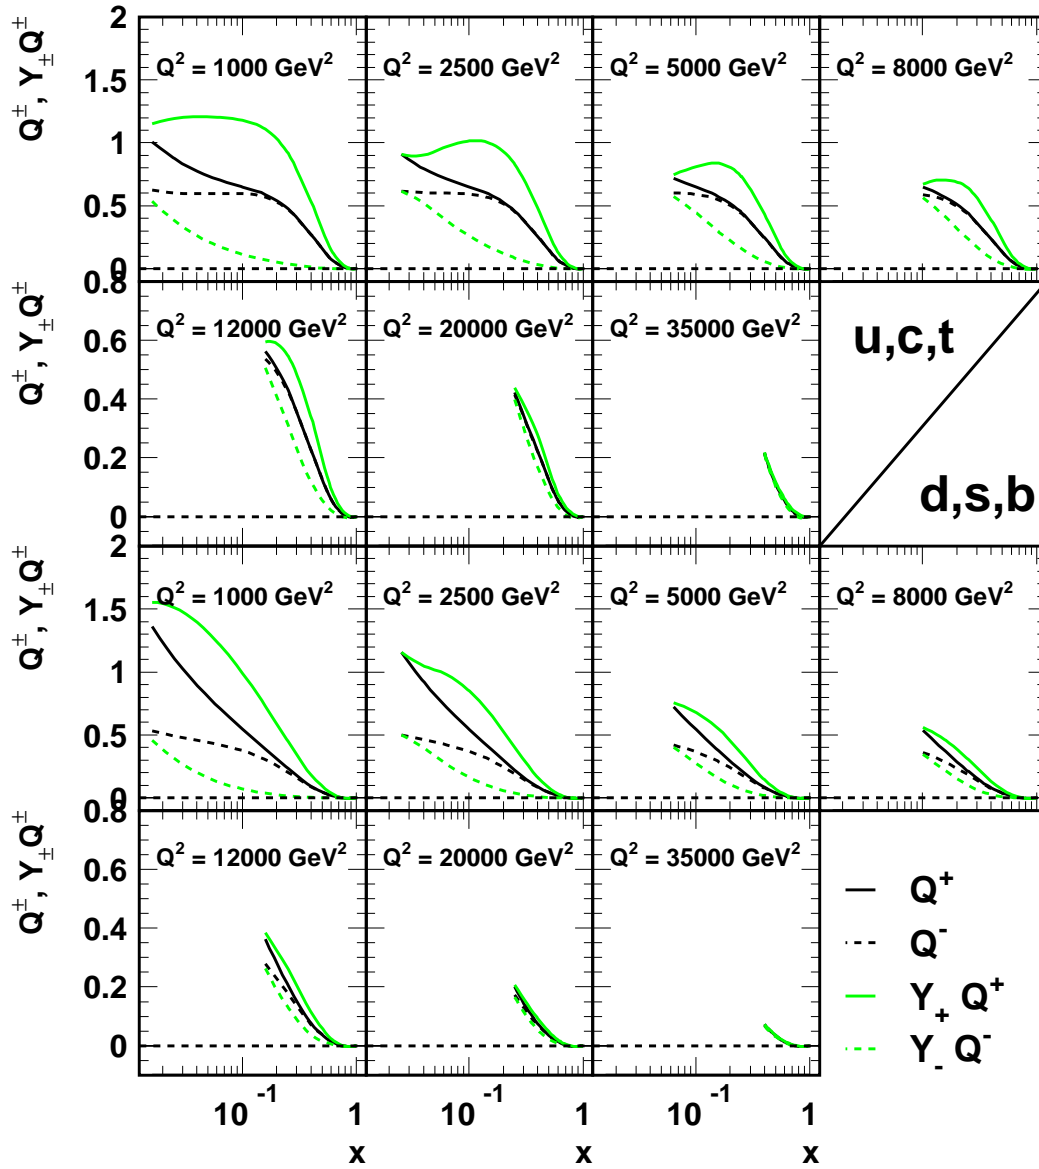 Q±, Y± Q±
2
1.5
1
0.5
0
Q² = 1000 GeV²
Q² = 2500 GeV²
Q² = 5000 GeV²
Q² = 8000 GeV²
Q±, Y± Q±
0.8
0.6
0.4
0.2
0
Q² = 12000 GeV²
Q² = 20000 GeV²
Q² = 35000 GeV²
u,c,t
d,s,b
Q±, Y± Q±
2
1.5
1
0.5
0
Q² = 1000 GeV²
Q² = 2500 GeV²
Q² = 5000 GeV²
Q² = 8000 GeV²
Q±, Y± Q±
0.8
0.6
0.4
0.2
0
Q² = 12000 GeV²
Q² = 20000 GeV²
Q² = 35000 GeV²
Q⁺
Q⁻
Y₊ Q⁺
Y₋ Q⁻
10⁻¹ 1 10⁻¹ 1 10⁻¹ 1
x x x